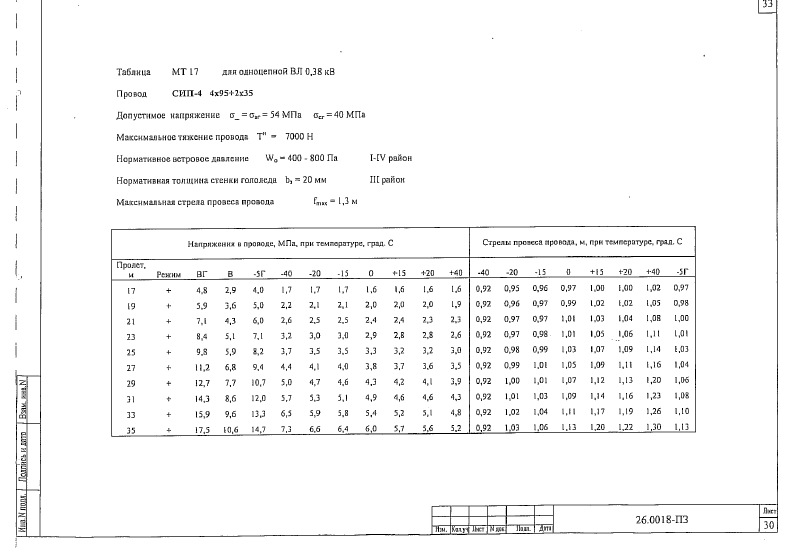 33
Таблица МТ 17 для одноцепной ВЛ 0,38 кВ
Провод СИП-4 4x95+2x35
Допустимое напряжение σ_ = σвг = 54 МПа σсг = 40 МПа
Максимальное тяжение провода Tн = 7000 Н
Нормативное ветровое давление W₀ = 400 - 800 Па I-IV район
Нормативная толщина стенки гололеда bэ = 20 мм III район
Максимальная стрела провеса провода fmax = 1,3 м
Напряжения в проводе, МПа, при температуре, град. С Стрелы провеса провода, м, при температуре, град. С
Пролет, м Режим ВГ В -5Г -40 -20 -15 0 +15 +20 +40 -40 -20 -15 0 +15 +20 +40 -5Г
17 + 4,8 2,9 4,0 1,7 1,7 1,7 1,6 1,6 1,6 1,6 0,92 0,95 0,96 0,97 1,00 1,00 1,02 0,97
19 + 5,9 3,6 5,0 2,2 2,1 2,1 2,0 2,0 2,0 1,9 0,92 0,96 0,97 0,99 1,02 1,02 1,05 0,98
21 + 7,1 4,3 6,0 2,6 2,5 2,5 2,4 2,4 2,3 2,3 0,92 0,97 0,97 1,01 1,03 1,04 1,08 1,00
23 + 8,4 5,1 7,1 3,2 3,0 3,0 2,9 2,8 2,8 2,6 0,92 0,97 0,98 1,01 1,05 1,06 1,11 1,01
25 + 9,8 5,9 8,2 3,7 3,5 3,5 3,3 3,2 3,2 3,0 0,92 0,98 0,99 1,03 1,07 1,09 1,14 1,03
27 + 11,2 6,8 9,4 4,4 4,1 4,0 3,8 3,7 3,6 3,5 0,92 0,99 1,01 1,05 1,09 1,11 1,16 1,04
29 + 12,7 7,7 10,7 5,0 4,7 4,6 4,3 4,2 4,1 3,9 0,92 1,00 1,01 1,07 1,12 1,13 1,20 1,06
31 + 14,3 8,6 12,0 5,7 5,3 5,1 4,9 4,6 4,6 4,3 0,92 1,01 1,03 1,09 1,14 1,16 1,23 1,08
33 + 15,9 9,6 13,3 6,5 5,9 5,8 5,4 5,2 5,1 4,8 0,92 1,02 1,04 1,11 1,17 1,19 1,26 1,10
35 + 17,5 10,6 14,7 7,3 6,6 6,4 6,0 5,7 5,6 5,2 0,92 1,03 1,06 1,13 1,20 1,22 1,30 1,13
Взам. инв.N
Подпись и дата
Инв.N подл.
Изм. Кол.уч Лист N док. Подп. Дата
26.0018-ПЗ
Лист
30